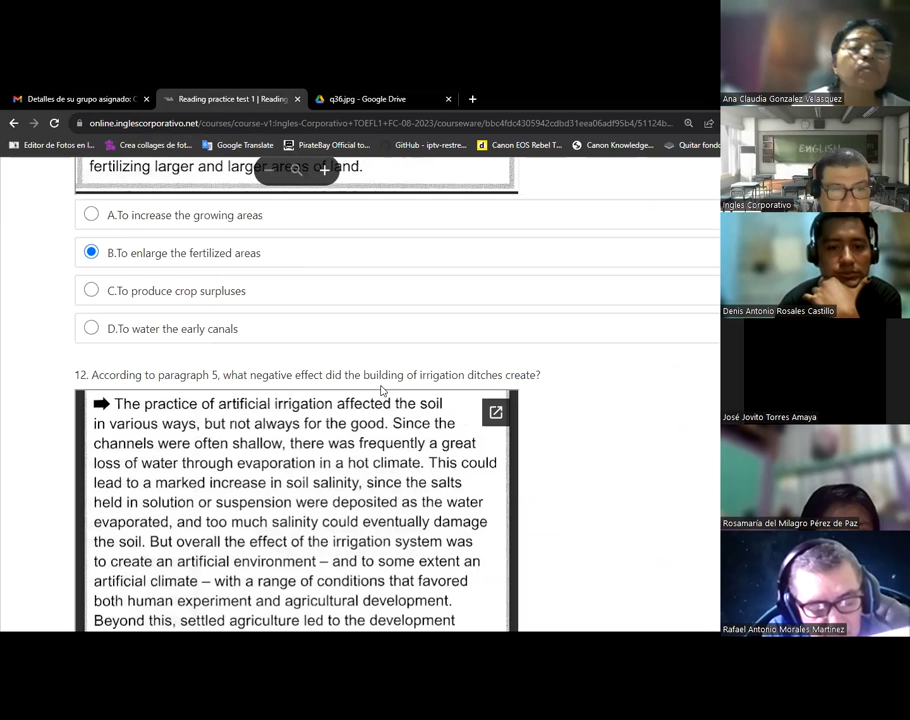 Detalles de su grupo asignado: C
Reading practice test 1 | Reading
q36.jpg - Google Drive
online.inglescorporativo.net/courses/course-v1:Ingles-Corporativo+TOEFL1+FC-08-2023/courseware/bbc4fdc4305942cdbd31eea06adf95b4/51124b...
Editor de Fotos en l...
Crea collages de fot...
Google Translate
PirateBay Official to...
GitHub - iptv-restre...
Canon EOS Rebel T...
Canon Knowledge...
Quitar fondo
fertilizing larger and larger areas of land.
A.To increase the growing areas
B.To enlarge the fertilized areas
C.To produce crop surpluses
D.To water the early canals
12. According to paragraph 5, what negative effect did the building of irrigation ditches create?
The practice of artificial irrigation affected the soil
in various ways, but not always for the good. Since the
channels were often shallow, there was frequently a great
loss of water through evaporation in a hot climate. This could
lead to a marked increase in soil salinity, since the salts
held in solution or suspension were deposited as the water
evaporated, and too much salinity could eventually damage
the soil. But overall the effect of the irrigation system was
to create an artificial environment – and to some extent an
artificial climate – with a range of conditions that favored
both human experiment and agricultural development.
Beyond this, settled agriculture led to the development
Ana Claudia Gonzalez Velasquez
ENGLISH
Ingles Corporativo
Denis Antonio Rosales Castillo
José Jovito Torres Amaya
Rosamaría del Milagro Pérez de Paz
Rafael Antonio Morales Martinez